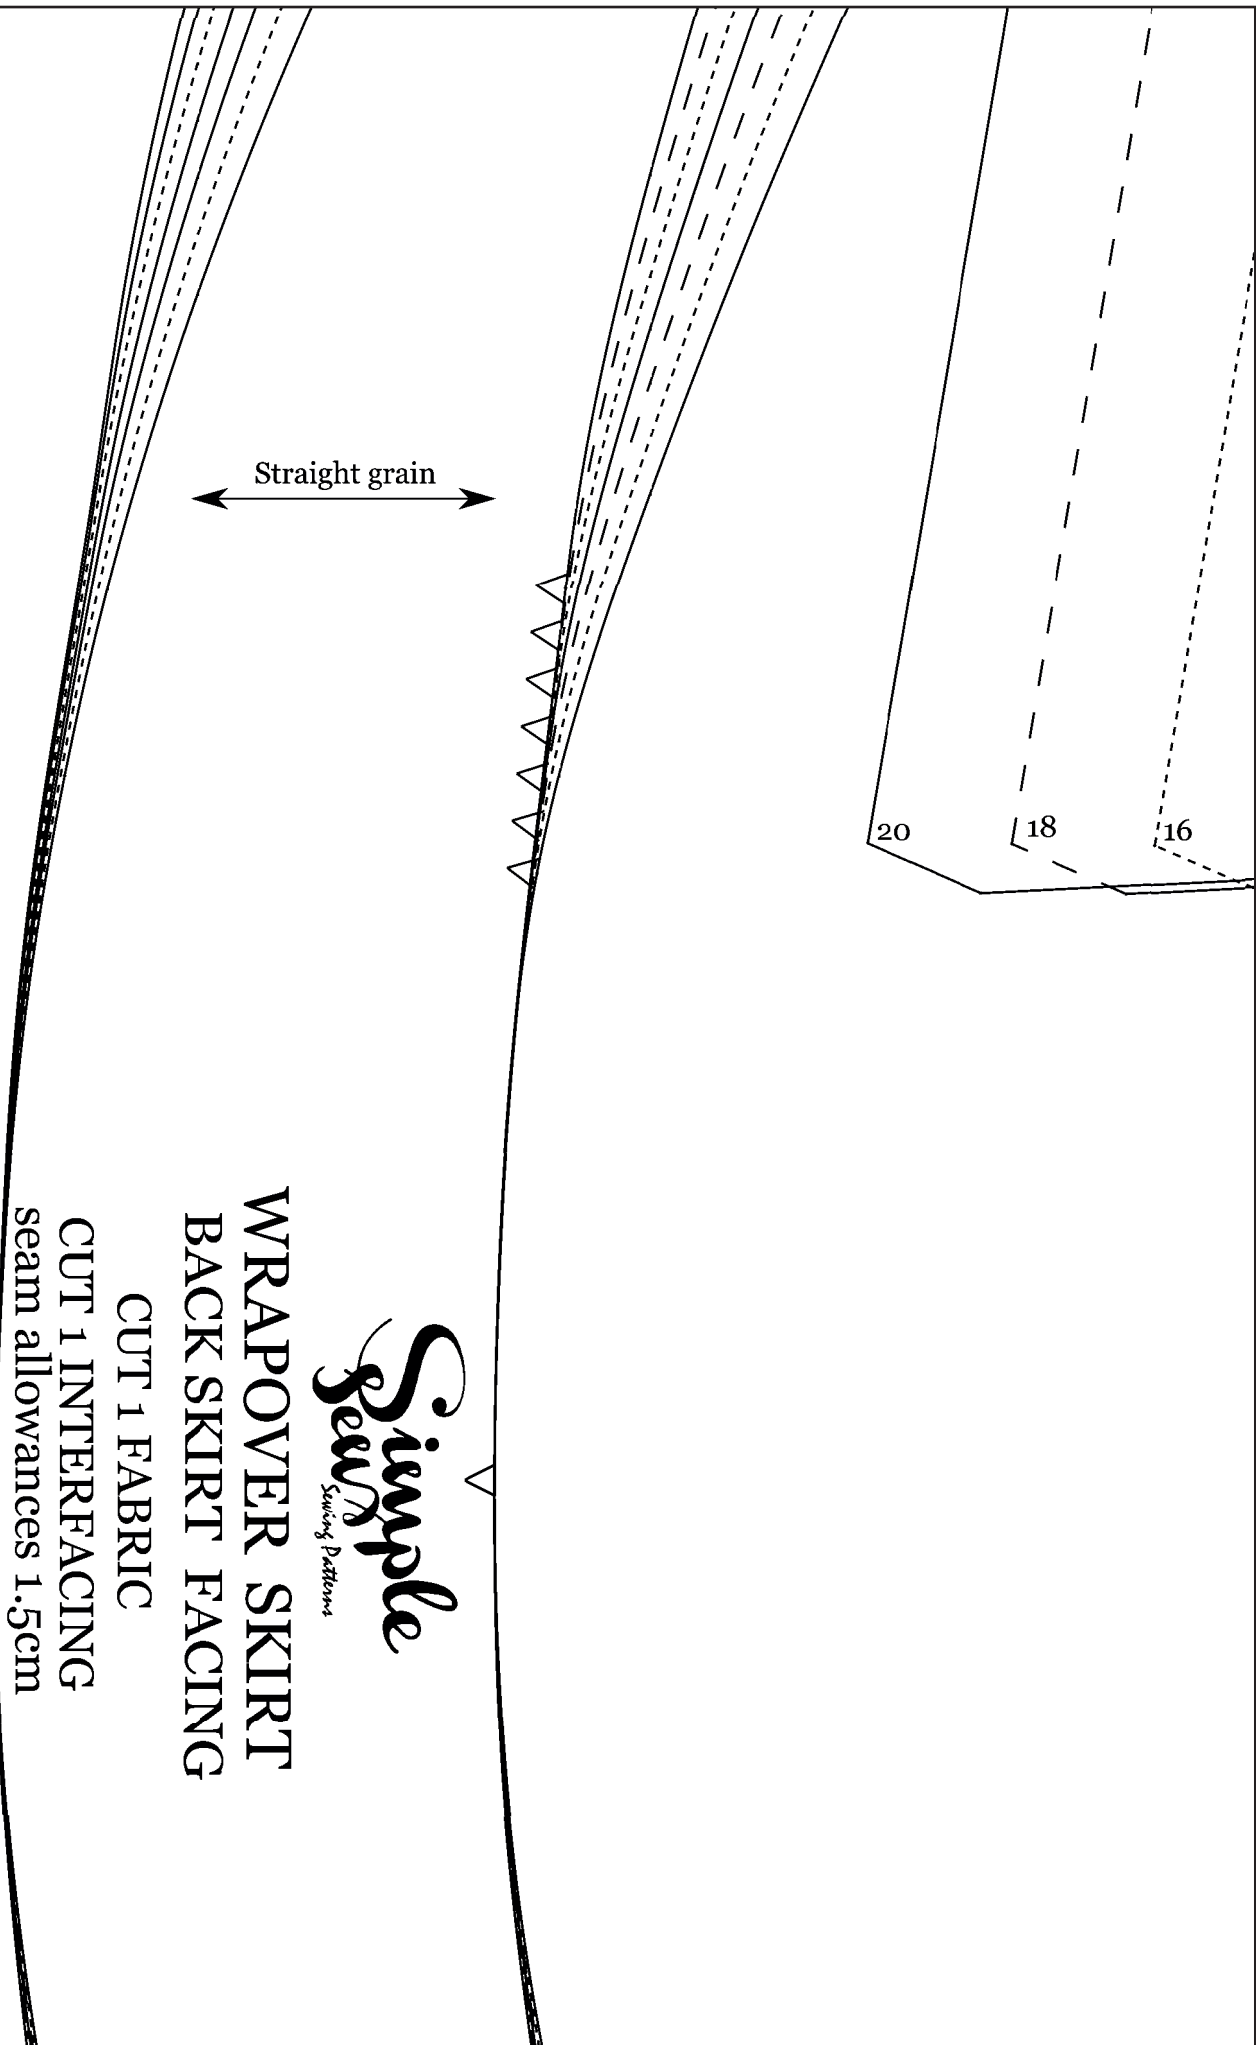 Straight grain
20
18
16
Simple
Sew
Sewing Patterns
WRAPOVER SKIRT
BACK SKIRT FACING
CUT 1 FABRIC
CUT 1 INTERFACING
seam allowances 1.5cm